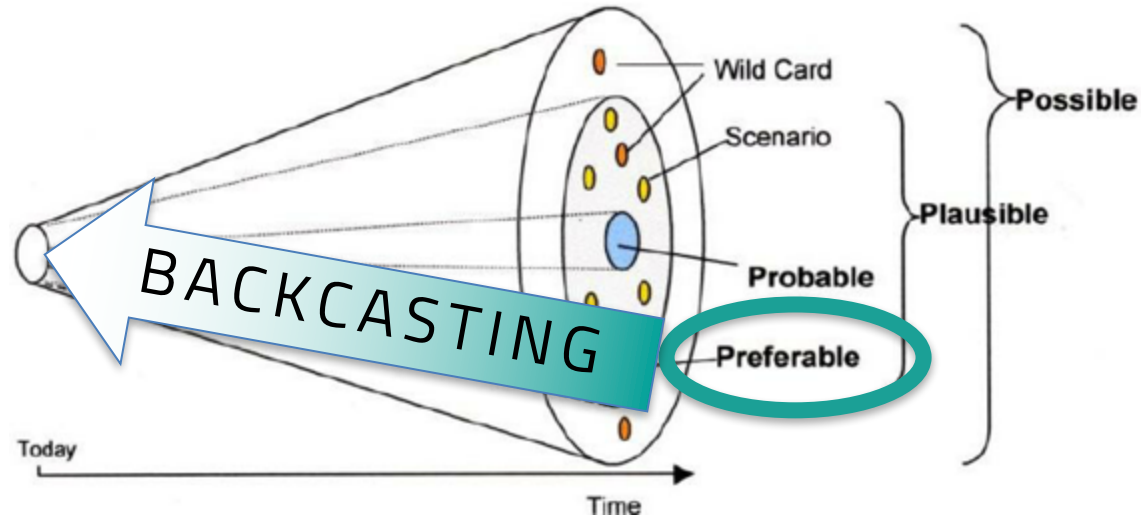 Wild Card
Possible
Scenario
Plausible
Probable
BACKCASTING
Preferable
Today
Time